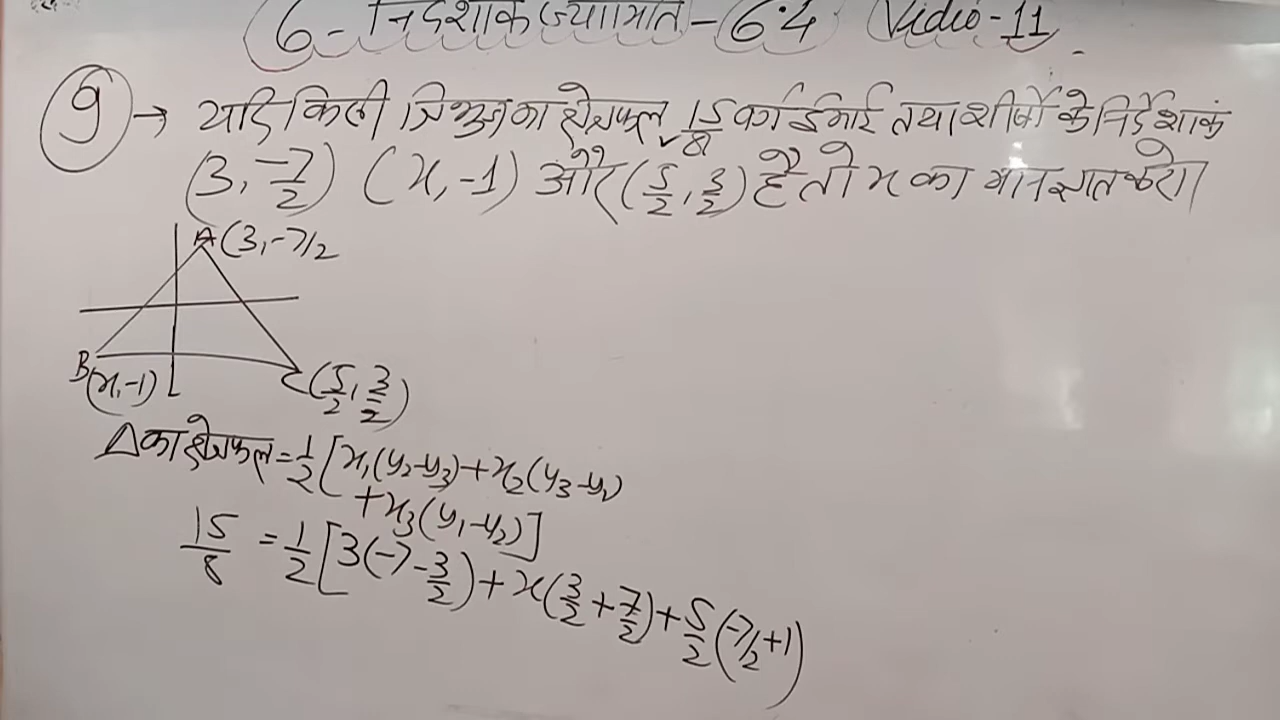 6- निर्देशांक ज्यामिति - 6.4 Vidio-11
9 → यदि किसी त्रिभुज का क्षेत्रफल 15/8 वर्ग इकाई तथा शीर्षों के निर्देशांक
(3, -7/2) (x, -1) और (5/2, 3/2) है तो x का मान ज्ञात करो।
A(3, -7/2
B(x, -1) C(5/2, 3/2)
Δ का क्षेत्रफल = 1/2 [x₁(y₂-y₃)+x₂(y₃-y₁)
+x₃(y₁-y₂)]
15/8 = 1/2 [3(-7-3/2)+x(3/2+7/2)+5/2(-7/2+1)